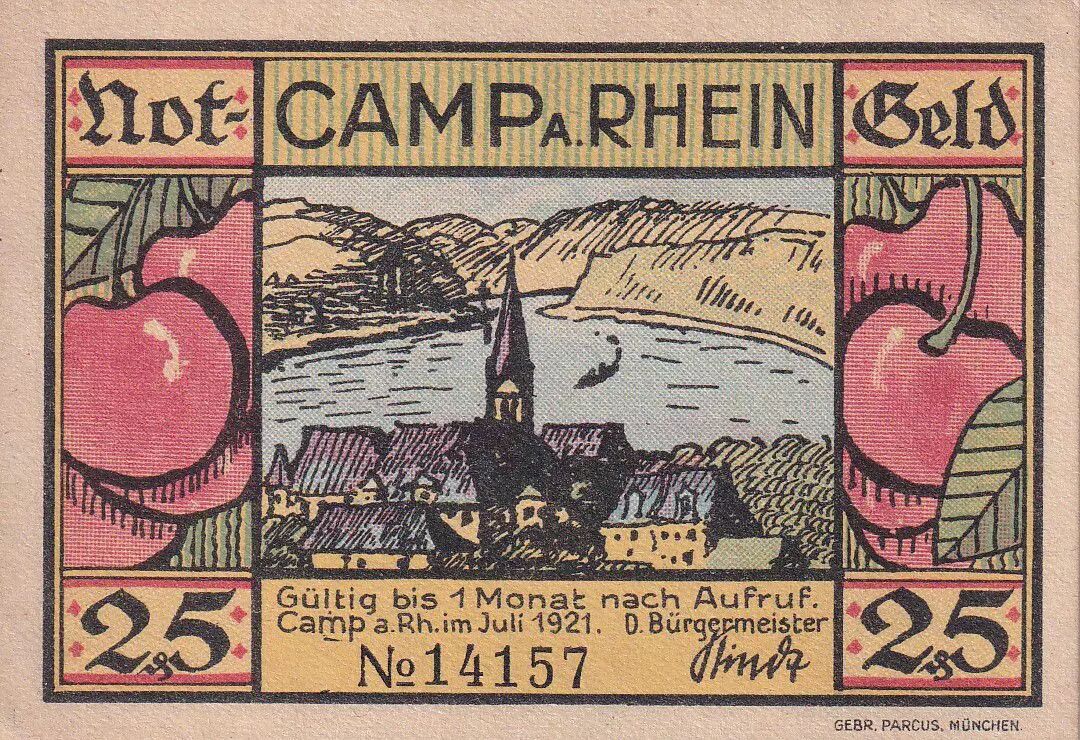 Not-
CAMP A. RHEIN
Geld
Gültig bis 1 Monat nach Aufruf.
Camp a. Rh. im Juli 1921. D. Bürgermeister
25
№ 14157
25
GEBR. PARCUS. MÜNCHEN.